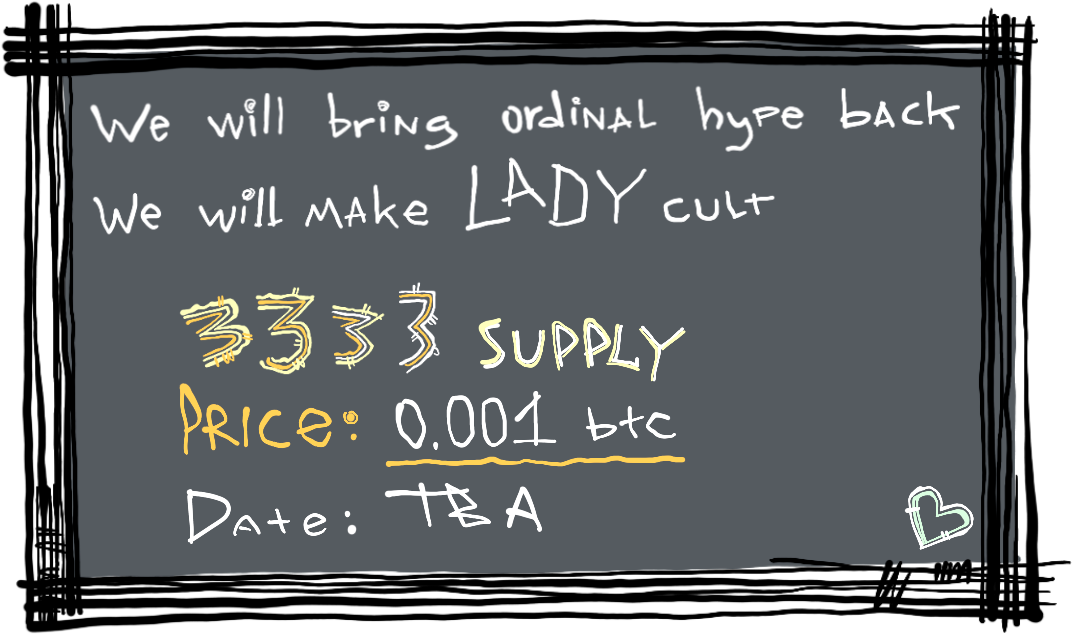 We will bring ordinal hype back
We will make LADY cult
3333 SUPPLY
Price: 0.001 btc
Date: TBA